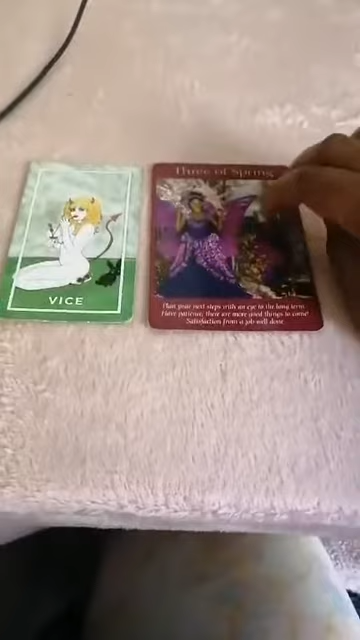 VICE
Three of Spring
Plan your next steps with an eye to the long term.
Have patience; there are more good things to come!
Satisfaction from a job well done.